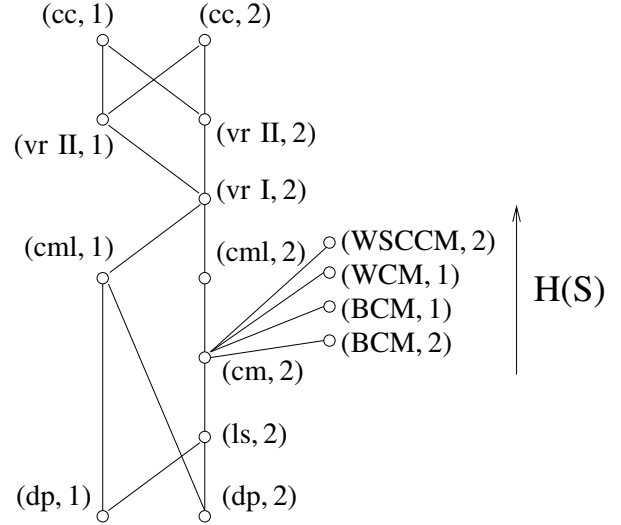 (cc, 1) (cc, 2)
(vr II, 1) (vr II, 2)
(vr I, 2)
(cml, 1) (cml, 2)
(WSCCM, 2)
(WCM, 1)
(BCM, 1)
(BCM, 2)
H(S)
(cm, 2)
(ls, 2)
(dp, 1) (dp, 2)